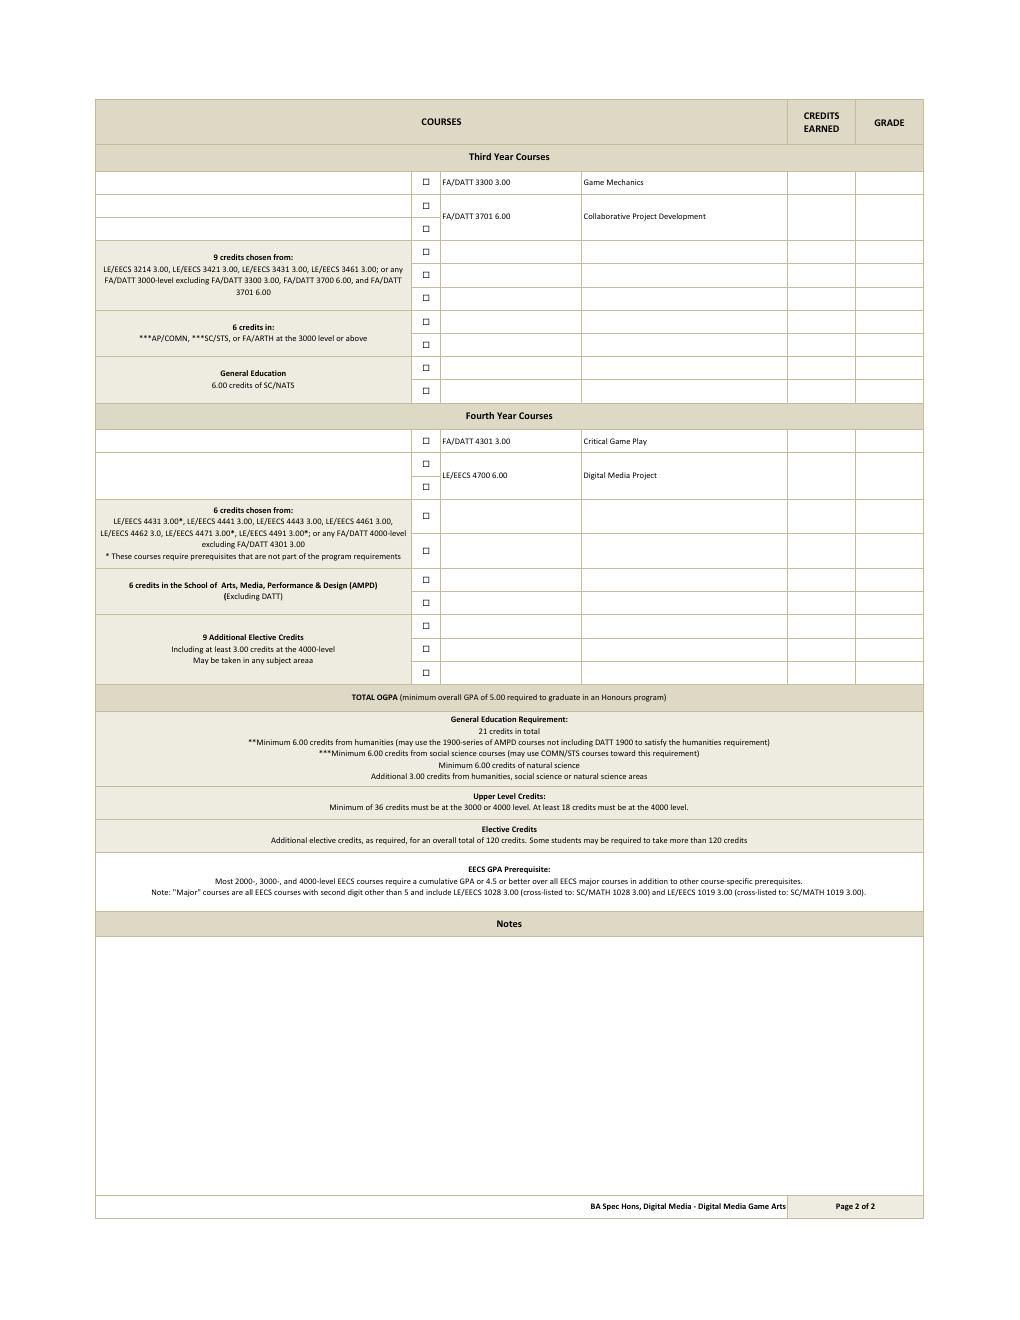 COURSES
CREDITS
EARNED
GRADE
Third Year Courses
☐ FA/DATT 3300 3.00 Game Mechanics
☐
FA/DATT 3701 6.00 Collaborative Project Development
☐
9 credits chosen from:
LE/EECS 3214 3.00, LE/EECS 3421 3.00, LE/EECS 3431 3.00, LE/EECS 3461 3.00; or any
FA/DATT 3000-level excluding FA/DATT 3300 3.00, FA/DATT 3700 6.00, and FA/DATT
3701 6.00
☐
☐
☐
6 credits in:
***AP/COMN, ***SC/STS, or FA/ARTH at the 3000 level or above
☐
☐
General Education
6.00 credits of SC/NATS
☐
☐
Fourth Year Courses
☐ FA/DATT 4301 3.00 Critical Game Play
☐
LE/EECS 4700 6.00 Digital Media Project
☐
6 credits chosen from:
LE/EECS 4431 3.00*, LE/EECS 4441 3.00, LE/EECS 4443 3.00, LE/EECS 4461 3.00,
LE/EECS 4462 3.0, LE/EECS 4471 3.00*, LE/EECS 4491 3.00*; or any FA/DATT 4000-level
excluding FA/DATT 4301 3.00
* These courses require prerequisites that are not part of the program requirements
☐
☐
6 credits in the School of Arts, Media, Performance & Design (AMPD)
(Excluding DATT)
☐
☐
9 Additional Elective Credits
Including at least 3.00 credits at the 4000-level
May be taken in any subject areaa
☐
☐
☐
TOTAL OGPA (minimum overall GPA of 5.00 required to graduate in an Honours program)
General Education Requirement:
21 credits in total
**Minimum 6.00 credits from humanities (may use the 1900-series of AMPD courses not including DATT 1900 to satisfy the humanities requirement)
***Minimum 6.00 credits from social science courses (may use COMN/STS courses toward this requirement)
Minimum 6.00 credits of natural science
Additional 3.00 credits from humanities, social science or natural science areas
Upper Level Credits:
Minimum of 36 credits must be at the 3000 or 4000 level. At least 18 credits must be at the 4000 level.
Elective Credits
Additional elective credits, as required, for an overall total of 120 credits. Some students may be required to take more than 120 credits
EECS GPA Prerequisite:
Most 2000-, 3000-, and 4000-level EECS courses require a cumulative GPA or 4.5 or better over all EECS major courses in addition to other course-specific prerequisites.
Note: "Major" courses are all EECS courses with second digit other than 5 and include LE/EECS 1028 3.00 (cross-listed to: SC/MATH 1028 3.00) and LE/EECS 1019 3.00 (cross-listed to: SC/MATH 1019 3.00).
Notes
BA Spec Hons, Digital Media - Digital Media Game Arts
Page 2 of 2